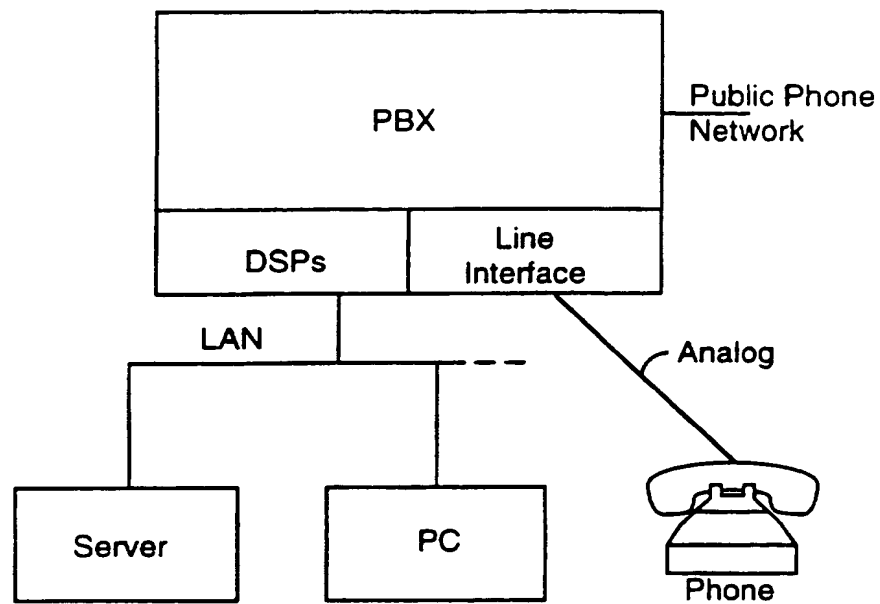 PBX
Public Phone
Network
DSPs
Line
Interface
LAN
Analog
Server
PC
Phone